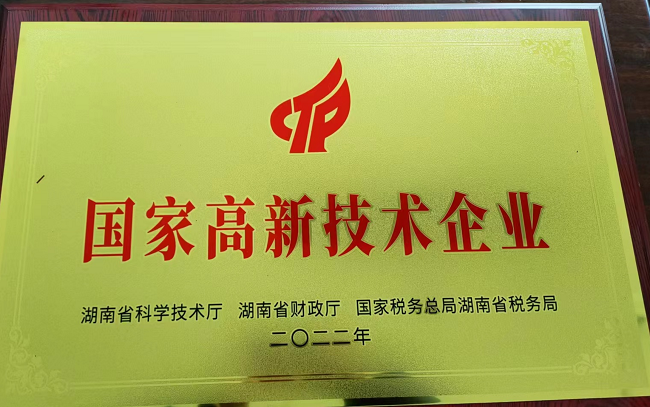 CTP
国家高新技术企业
湖南省科学技术厅 湖南省财政厅 国家税务总局湖南省税务局
二〇二二年